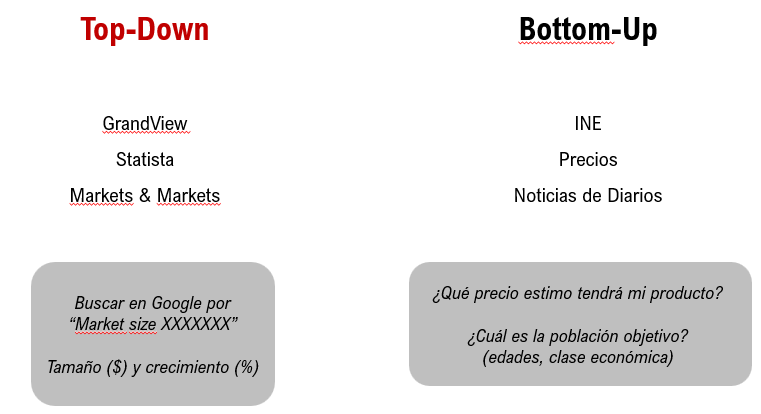 Top-Down
GrandView
Statista
Markets & Markets
Buscar en Google por
“Market size XXXXXXX”
Tamaño ($) y crecimiento (%)
Bottom-Up
INE
Precios
Noticias de Diarios
¿Qué precio estimo tendrá mi producto?
¿Cuál es la población objetivo?
(edades, clase económica)